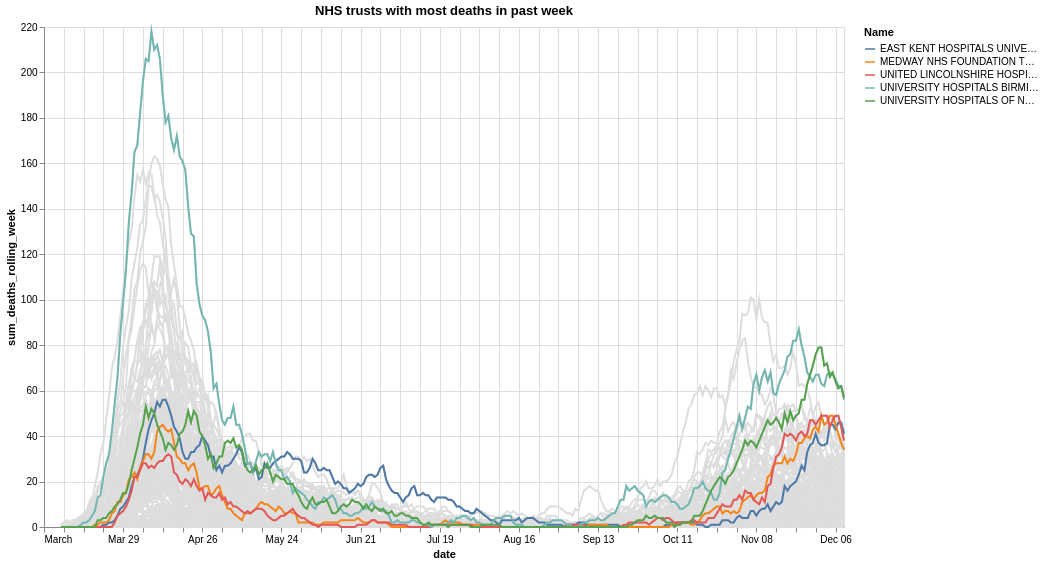 NHS trusts with most deaths in past week
Name
EAST KENT HOSPITALS UNIVE…
MEDWAY NHS FOUNDATION T…
UNITED LINCOLNSHIRE HOSPI…
UNIVERSITY HOSPITALS BIRMI…
UNIVERSITY HOSPITALS OF N…
sum_deaths_rolling_week
220
200
180
160
140
120
100
80
60
40
20
0
March Mar 29 Apr 26 May 24 Jun 21 Jul 19 Aug 16 Sep 13 Oct 11 Nov 08 Dec 06
date